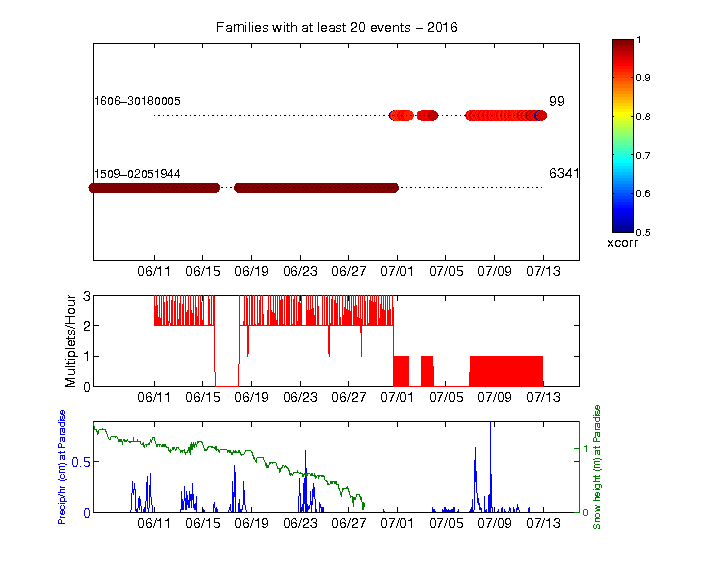 Families with at least 20 events – 2016
1606–30180005
99
1509–02051944
6341
06/11 06/15 06/19 06/23 06/27 07/01 07/05 07/09 07/13
1
0.9
0.8
0.7
0.6
0.5
xcorr
Multiplets/Hour
3
2
1
0
06/11 06/15 06/19 06/23 06/27 07/01 07/05 07/09 07/13
Precip/hr (cm) at Paradise
0.5
0
1
0
Snow height (m) at Paradise
06/11 06/15 06/19 06/23 06/27 07/01 07/05 07/09 07/13